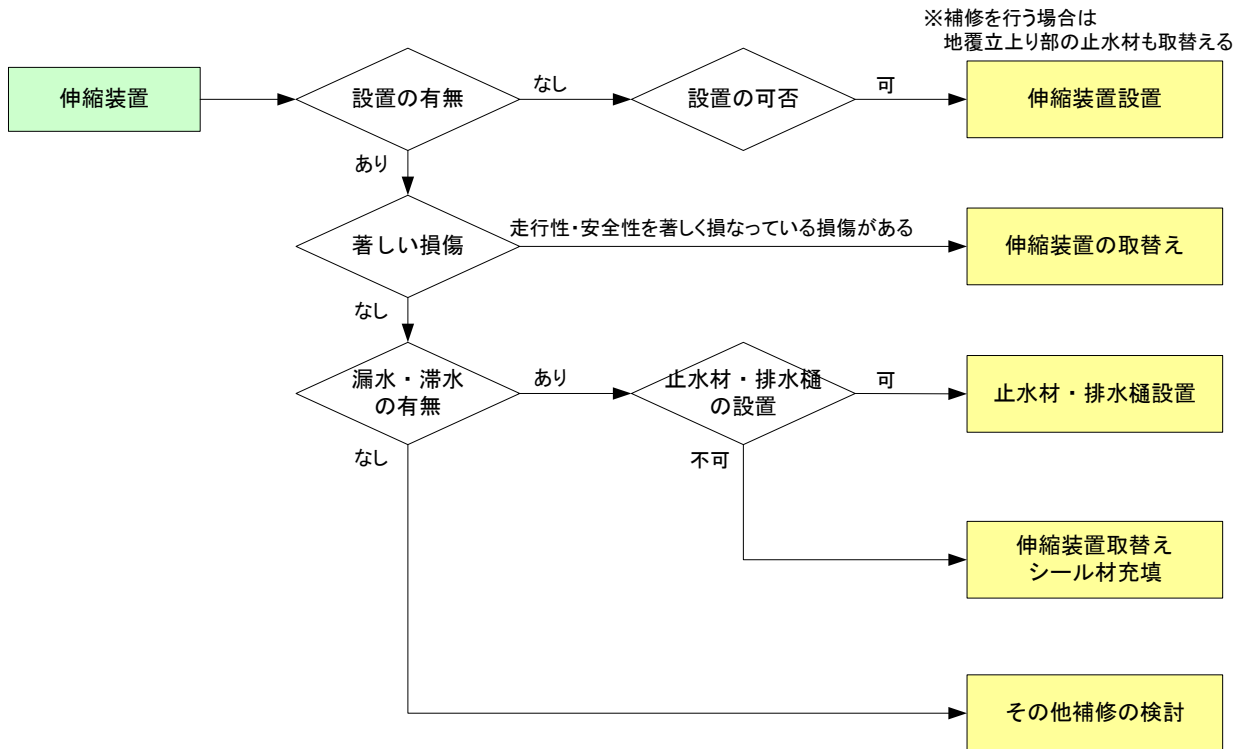 ※補修を行う場合は
地覆立上り部の止水材も取替える
伸縮装置
設置の有無
なし
設置の可否
可
伸縮装置設置
あり
著しい損傷
走行性・安全性を著しく損なっている損傷がある
伸縮装置の取替え
なし
漏水・滞水
の有無
あり
止水材・排水樋
の設置
可
止水材・排水樋設置
なし
不可
伸縮装置取替え
シール材充填
その他補修の検討